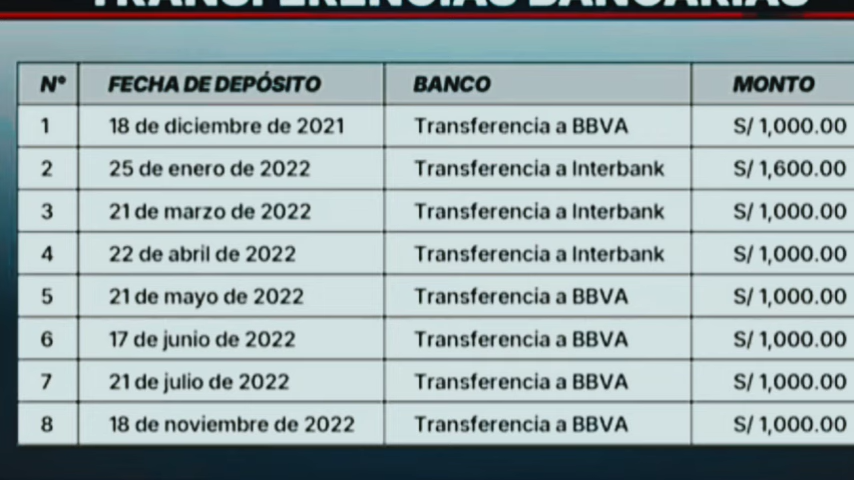 TRANSFERENCIAS BANCARIAS
N° FECHA DE DEPÓSITO BANCO MONTO
1 18 de diciembre de 2021 Transferencia a BBVA S/ 1,000.00
2 25 de enero de 2022 Transferencia a Interbank S/ 1,600.00
3 21 de marzo de 2022 Transferencia a Interbank S/ 1,000.00
4 22 de abril de 2022 Transferencia a Interbank S/ 1,000.00
5 21 de mayo de 2022 Transferencia a BBVA S/ 1,000.00
6 17 de junio de 2022 Transferencia a BBVA S/ 1,000.00
7 21 de julio de 2022 Transferencia a BBVA S/ 1,000.00
8 18 de noviembre de 2022 Transferencia a BBVA S/ 1,000.00